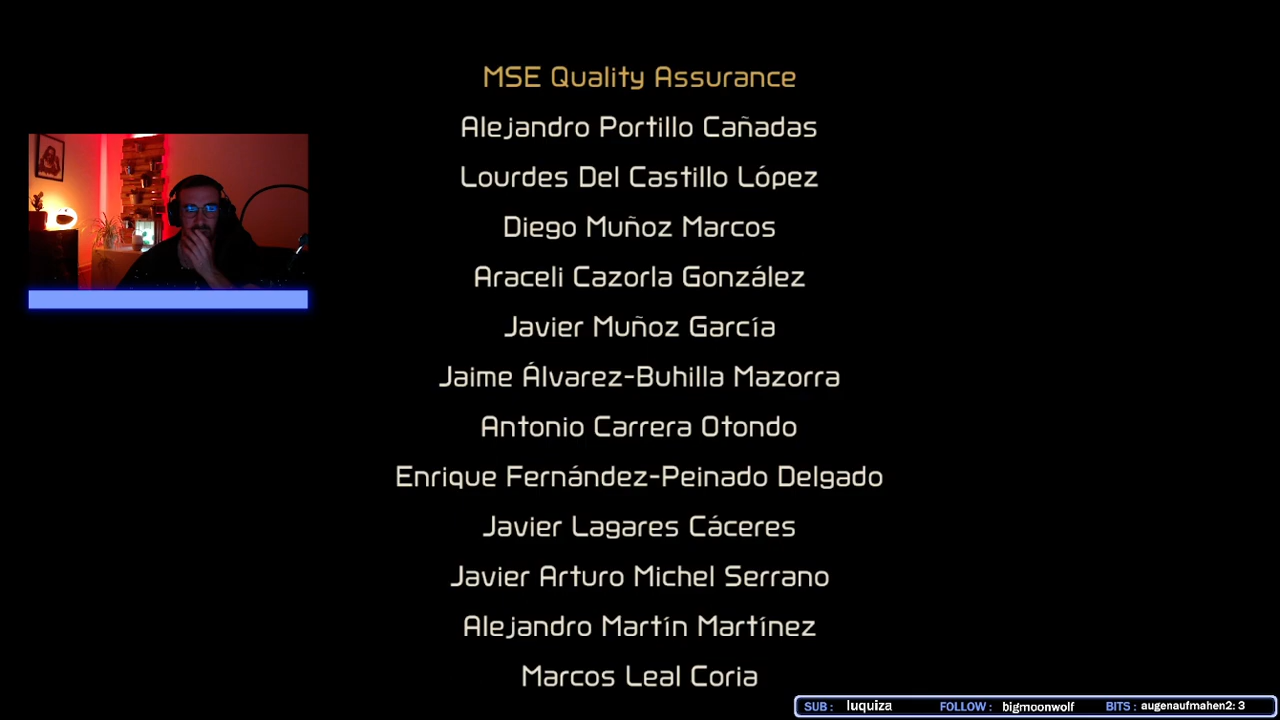 MSE Quality Assurance
Alejandro Portillo Cañadas
Lourdes Del Castillo López
Diego Muñoz Marcos
Araceli Cazorla González
Javier Muñoz García
Jaime Álvarez-Buhilla Mazorra
Antonio Carrera Otondo
Enrique Fernández-Peinado Delgado
Javier Lagares Cáceres
Javier Arturo Michel Serrano
Alejandro Martín Martínez
Marcos Leal Coria
SUB : luquiza FOLLOW : bigmoonwolf BITS : augenaufmahen2: 3